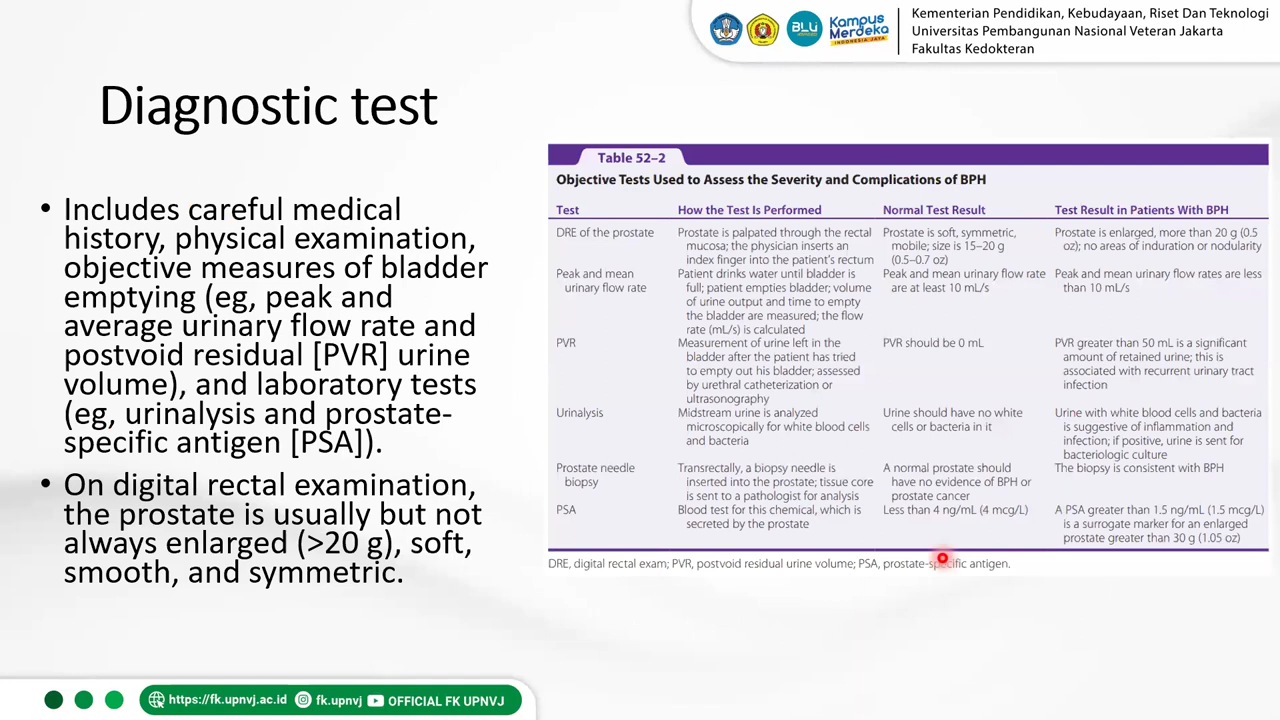 Kementerian Pendidikan, Kebudayaan, Riset Dan Teknologi
Universitas Pembangunan Nasional Veteran Jakarta
Fakultas Kedokteran
BLU
Kampus
Merdeka
INDONESIA JAYA
Diagnostic test
• Includes careful medical
history, physical examination,
objective measures of bladder
emptying (eg, peak and
average urinary flow rate and
postvoid residual [PVR] urine
volume), and laboratory tests
(eg, urinalysis and prostate-
specific antigen [PSA]).
• On digital rectal examination,
the prostate is usually but not
always enlarged (>20 g), soft,
smooth, and symmetric.
Table 52–2
Objective Tests Used to Assess the Severity and Complications of BPH
Test How the Test Is Performed Normal Test Result Test Result in Patients With BPH
DRE of the prostate Prostate is palpated through the rectal Prostate is soft, symmetric, Prostate is enlarged, more than 20 g (0.5
mucosa; the physician inserts an mobile; size is 15–20 g oz); no areas of induration or nodularity
index finger into the patient's rectum (0.5–0.7 oz)
Peak and mean Patient drinks water until bladder is Peak and mean urinary flow rate Peak and mean urinary flow rates are less
urinary flow rate full; patient empties bladder; volume are at least 10 mL/s than 10 mL/s
of urine output and time to empty
the bladder are measured; the flow
rate (mL/s) is calculated
PVR Measurement of urine left in the PVR should be 0 mL PVR greater than 50 mL is a significant
bladder after the patient has tried amount of retained urine; this is
to empty out his bladder; assessed associated with recurrent urinary tract
by urethral catheterization or infection
ultrasonography
Urinalysis Midstream urine is analyzed Urine should have no white Urine with white blood cells and bacteria
microscopically for white blood cells cells or bacteria in it is suggestive of inflammation and
and bacteria infection; if positive, urine is sent for
bacteriologic culture
Prostate needle Transrectally, a biopsy needle is A normal prostate should The biopsy is consistent with BPH
biopsy inserted into the prostate; tissue core have no evidence of BPH or
is sent to a pathologist for analysis prostate cancer
PSA Blood test for this chemical, which is Less than 4 ng/mL (4 mcg/L) A PSA greater than 1.5 ng/mL (1.5 mcg/L)
secreted by the prostate is a surrogate marker for an enlarged
prostate greater than 30 g (1.05 oz)
DRE, digital rectal exam; PVR, postvoid residual urine volume; PSA, prostate-specific antigen.
https://fk.upnvj.ac.id fk.upnvj OFFICIAL FK UPNVJ